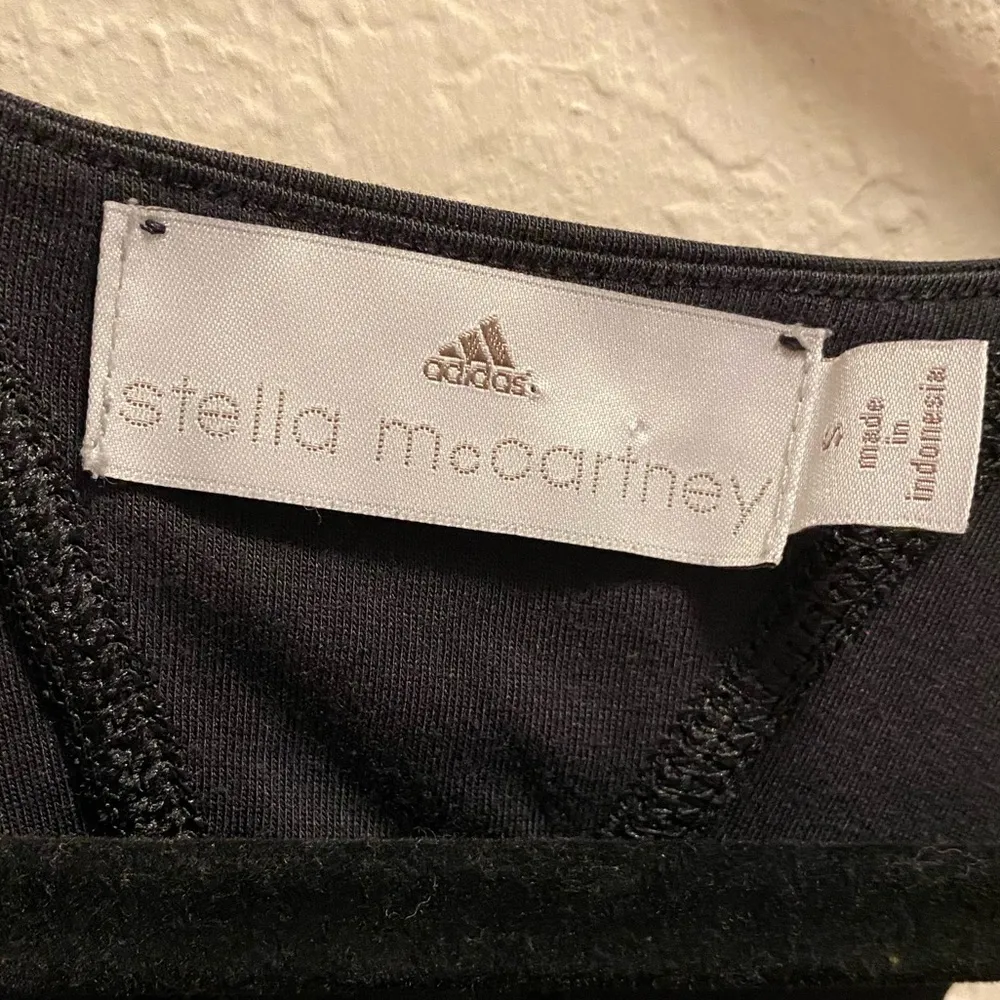 adidas
stella mcCartney
S
made
in
indonesia